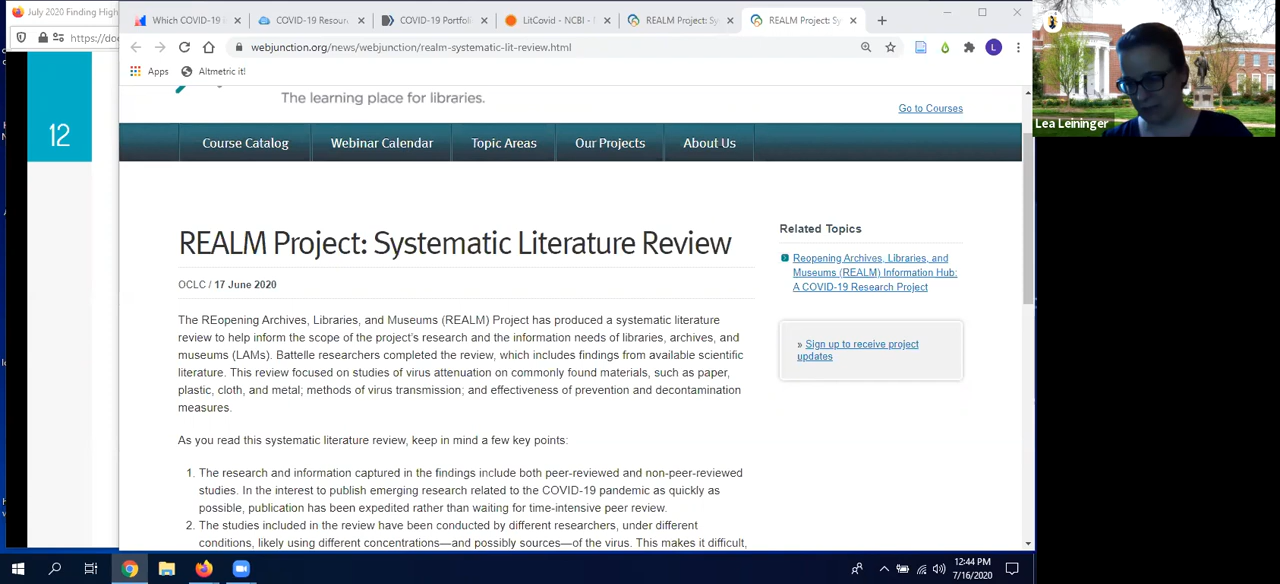 July 2020 Finding High
Which COVID-19
COVID-19 Resour
COVID-19 Portfoli
LitCovid - NCBI -
REALM Project: Sy
REALM Project: Sy
https://doc
webjunction.org/news/webjunction/realm-systematic-lit-review.html
L
Apps
Altmetric it!
12
The learning place for libraries.
Go to Courses
Course Catalog
Webinar Calendar
Topic Areas
Our Projects
About Us
Lea Leininger
REALM Project: Systematic Literature Review
OCLC / 17 June 2020
The REopening Archives, Libraries, and Museums (REALM) Project has produced a systematic literature
review to help inform the scope of the project's research and the information needs of libraries, archives, and
museums (LAMs). Battelle researchers completed the review, which includes findings from available scientific
literature. This review focused on studies of virus attenuation on commonly found materials, such as paper,
plastic, cloth, and metal; methods of virus transmission; and effectiveness of prevention and decontamination
measures.
As you read this systematic literature review, keep in mind a few key points:
1. The research and information captured in the findings include both peer-reviewed and non-peer-reviewed
studies. In the interest to publish emerging research related to the COVID-19 pandemic as quickly as
possible, publication has been expedited rather than waiting for time-intensive peer review.
2. The studies included in the review have been conducted by different researchers, under different
conditions, likely using different concentrations—and possibly sources—of the virus. This makes it difficult,
Related Topics
Reopening Archives, Libraries, and
Museums (REALM) Information Hub:
A COVID-19 Research Project
» Sign up to receive project
updates
12:44 PM
7/16/2020